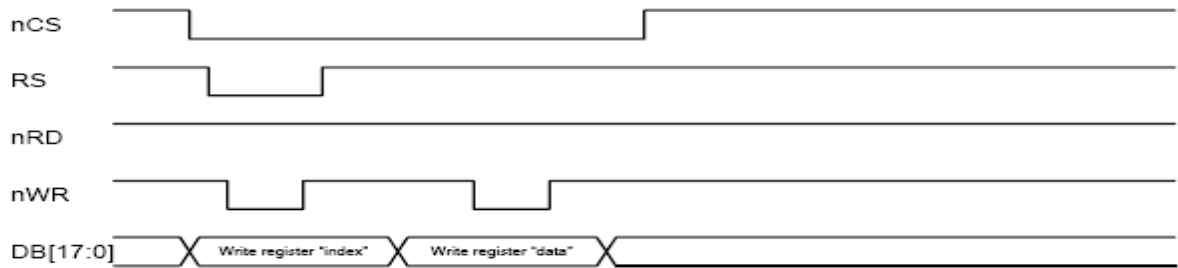 nCS
RS
nRD
nWR
DB[17:0] Write register "index" Write register "data"